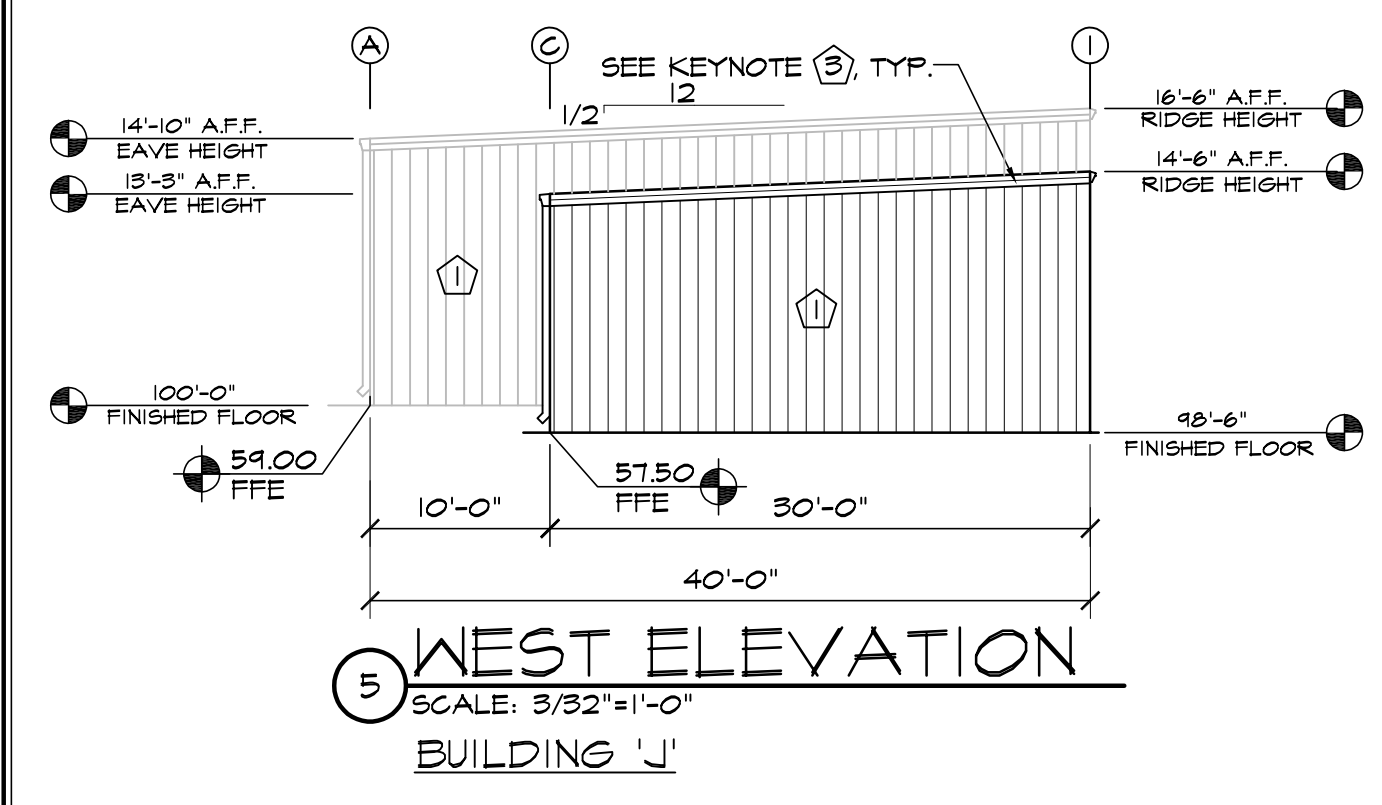 A
C
I
SEE KEYNOTE 3, TYP.
12
1/2
14'-10" A.F.F.
EAVE HEIGHT
13'-3" A.F.F.
EAVE HEIGHT
16'-6" A.F.F.
RIDGE HEIGHT
14'-6" A.F.F.
RIDGE HEIGHT
1
1
100'-0"
FINISHED FLOOR
98'-6"
FINISHED FLOOR
59.00
FFE
57.50
FFE
10'-0"
30'-0"
40'-0"
5
WEST ELEVATION
SCALE: 3/32"=1'-0"
BUILDING 'J'